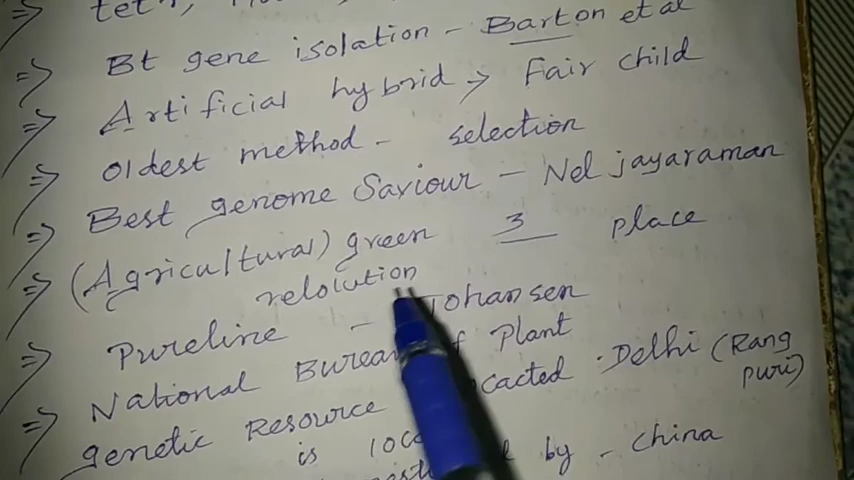 Bt gene isolation - Barton et al
Artificial hybrid → Fair child
Oldest method - selection
Best genome Saviour - Nel jayaraman
(Agricultural) green 3 place
relolution
Pureline - Johansen
National Bureau of Plant
genetic Resource Delhi (Rang
puri)
is
by - China